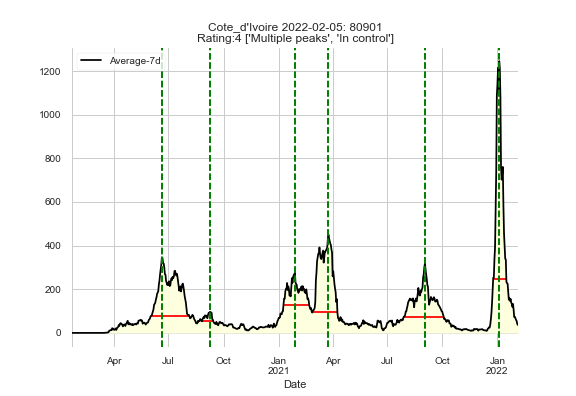 Cote_d'Ivoire 2022-02-05: 80901
Rating:4 ['Multiple peaks', 'In control']
Average-7d
1200
1000
800
600
400
200
0
Apr Jul Oct Jan Apr Jul Oct Jan
2021 2022
Date